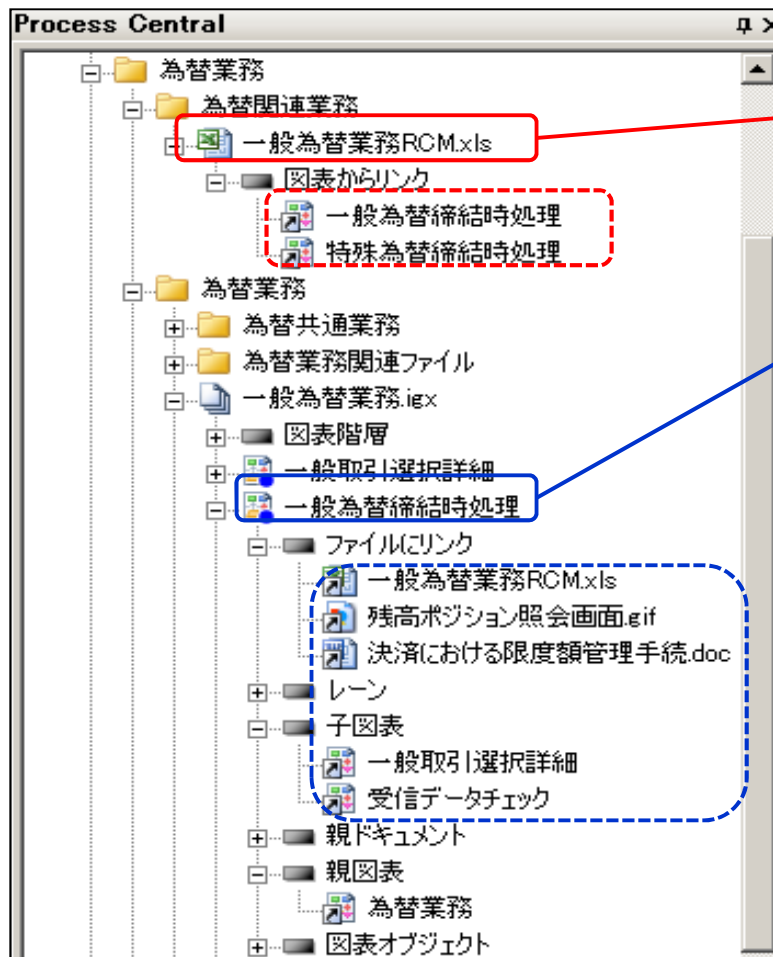 Process Central
為替業務
為替関連業務
一般為替業務RCM.xls
図表からリンク
一般為替締結時処理
特殊為替締結時処理
為替業務
為替共通業務
為替業務関連ファイル
一般為替業務.igx
図表階層
一般取引選択詳細
一般為替締結時処理
ファイルにリンク
一般為替業務RCM.xls
残高ポジション照会画面.gif
決済における限度額管理手続.doc
レーン
子図表
一般取引選択詳細
受信データチェック
親ドキュメント
親図表
為替業務
図表オブジェクト